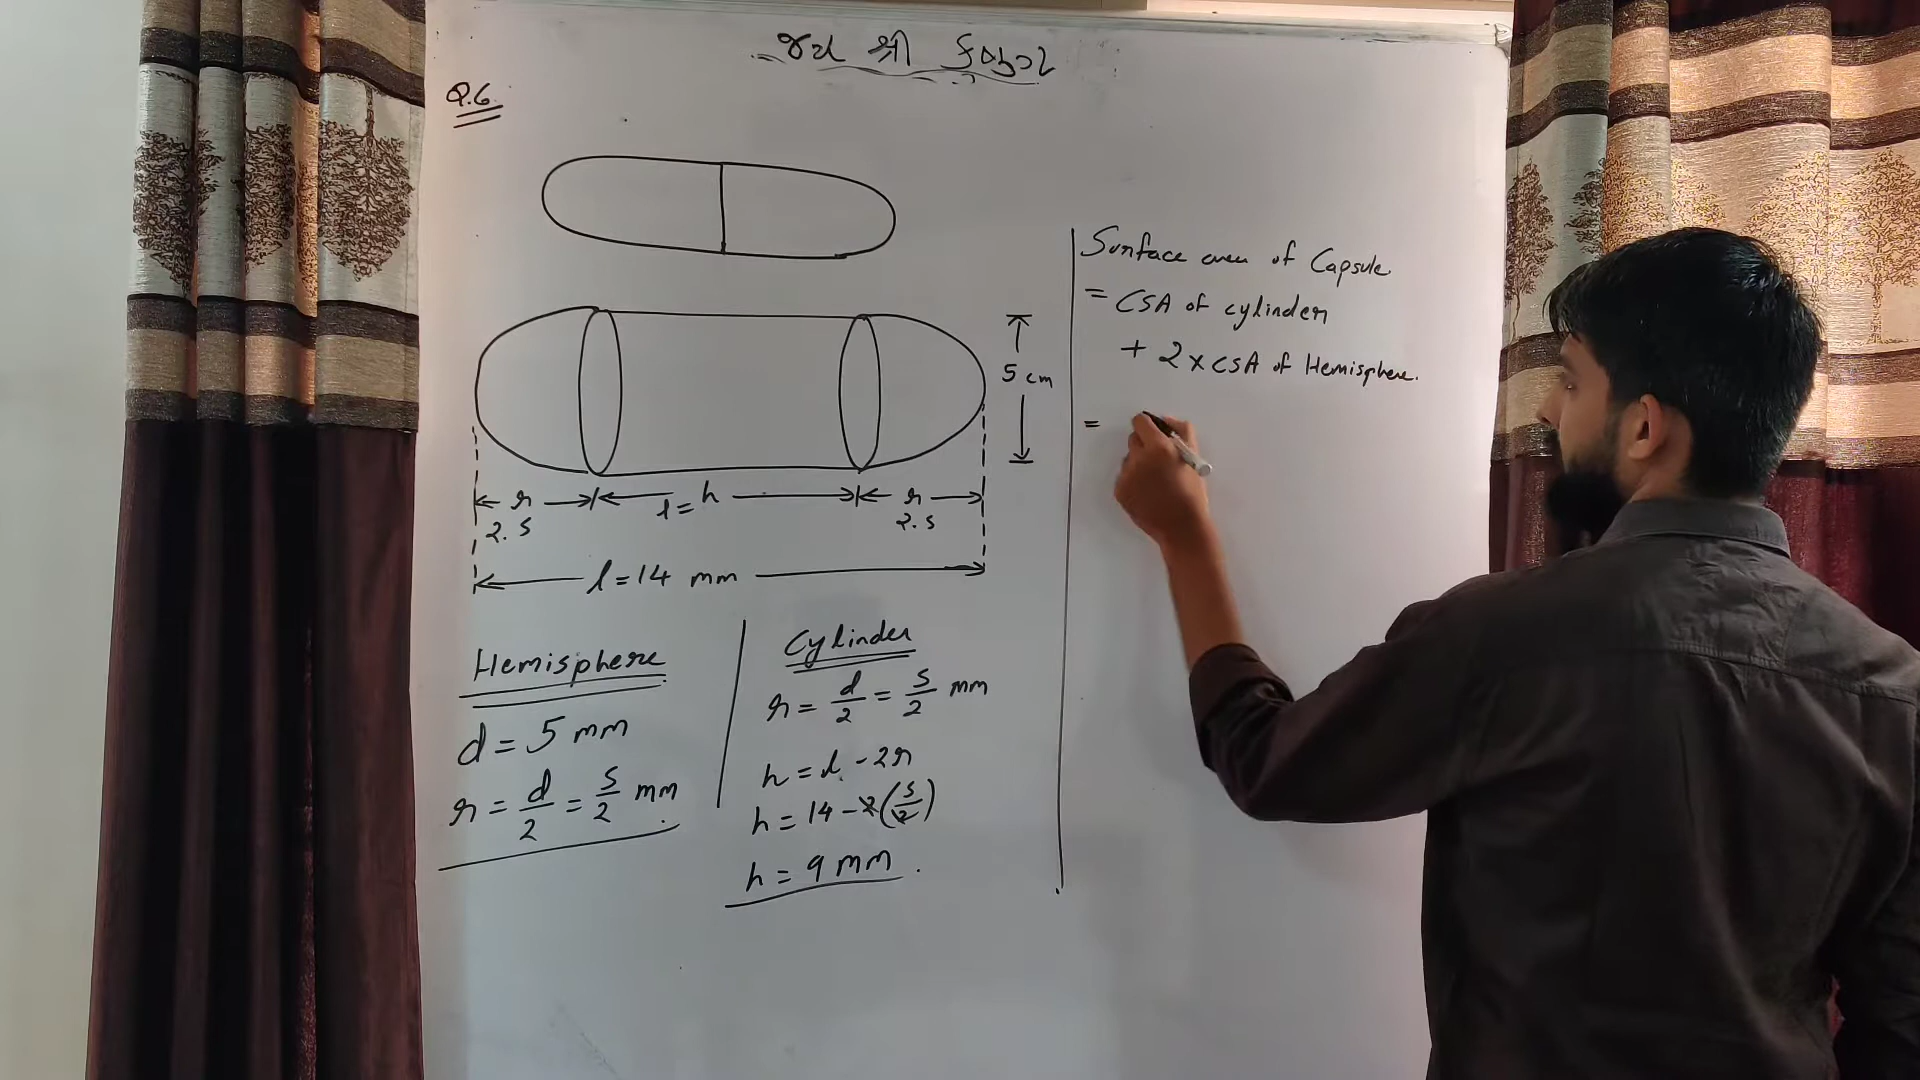 જય શ્રી
Q.6.
5 cm
r
l = h
r
2.5
2.5
l = 14 mm
Hemisphere
d = 5 mm
r = d/2 = 5/2 mm
Cylinder
r = d/2 = 5/2 mm
h = l - 2r
h = 14 - 2(5/2)
h = 9 mm.
Surface area of Capsule
= CSA of cylinder
+ 2 x CSA of Hemisphere.
=